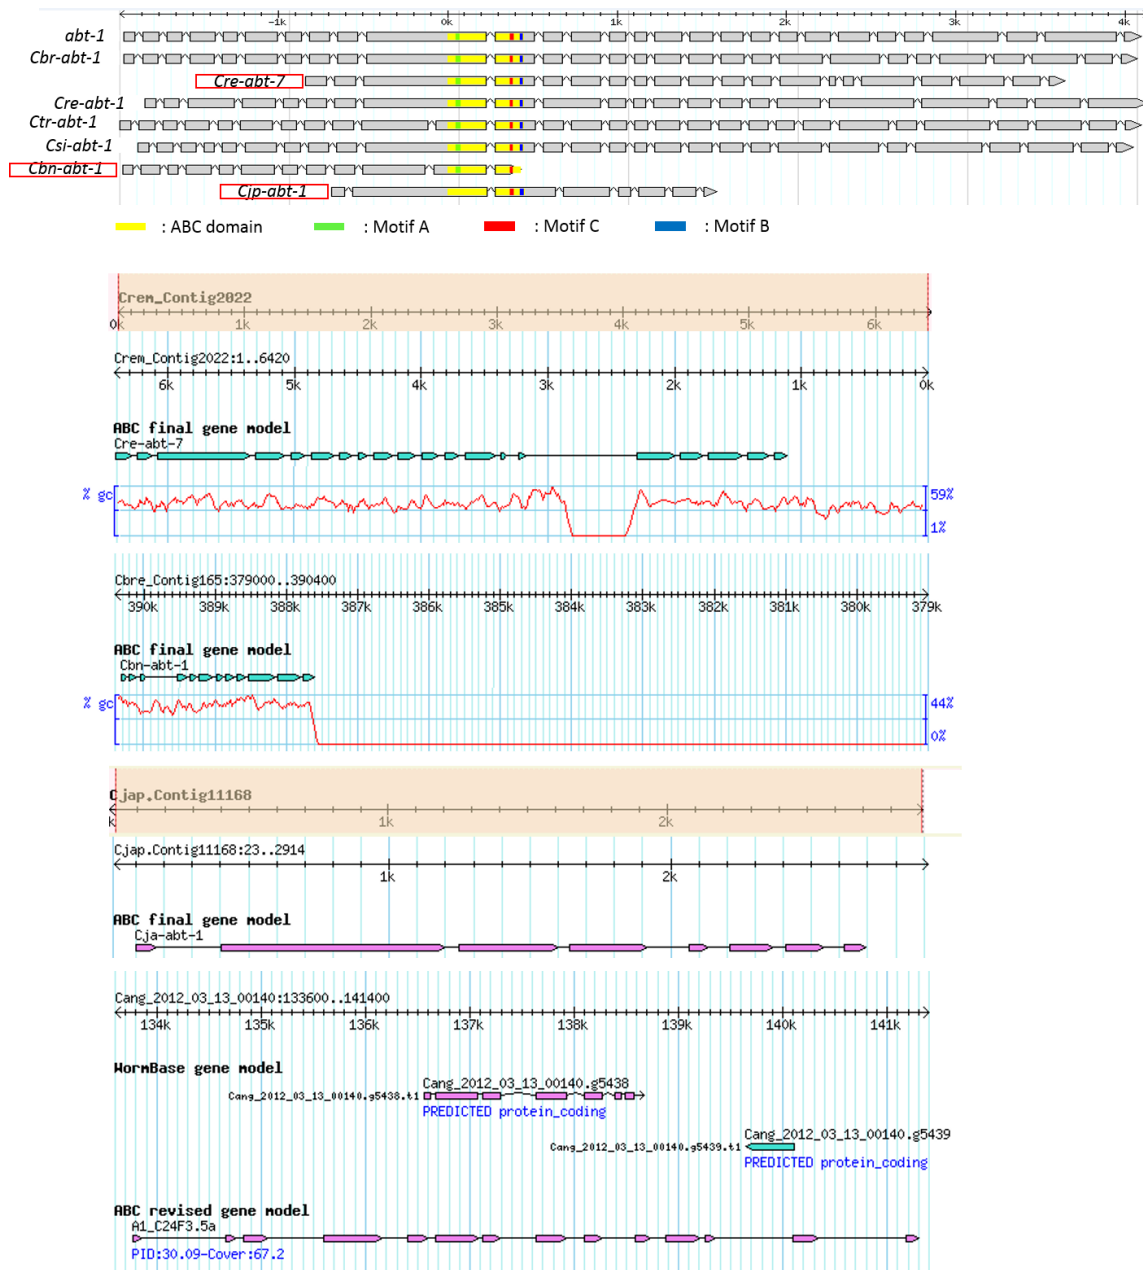 -1k 0k 1k 2k 3k 4k
abt-1
Cbr-abt-1
Cre-abt-7
Cre-abt-1
Ctr-abt-1
Csi-abt-1
Cbn-abt-1
Cjp-abt-1
: ABC domain : Motif A : Motif C : Motif B
Crem_Contig2022
0k 1k 2k 3k 4k 5k 6k
Crem_Contig2022:1..6420
6k 5k 4k 3k 2k 1k 0k
ABC final gene model
Cre-abt-7
% gc 59%
1%
Cbre_Contig165:379000..390400
390k 389k 388k 387k 386k 385k 384k 383k 382k 381k 380k 379k
ABC final gene model
Cbn-abt-1
% gc 44%
0%
Cjap.Contig11168
k 1k 2k
Cjap.Contig11168:23..2914
1k 2k
ABC final gene model
Cja-abt-1
Cang_2012_03_13_00140:133600..141400
134k 135k 136k 137k 138k 139k 140k 141k
WormBase gene model
Cang_2012_03_13_00140.g5438
Cang_2012_03_13_00140.g5438.t1
PREDICTED protein_coding
Cang_2012_03_13_00140.g5439
Cang_2012_03_13_00140.g5439.t1
PREDICTED protein_coding
ABC revised gene model
A1_C24F3.5a
PID:30.09-Cover:67.2